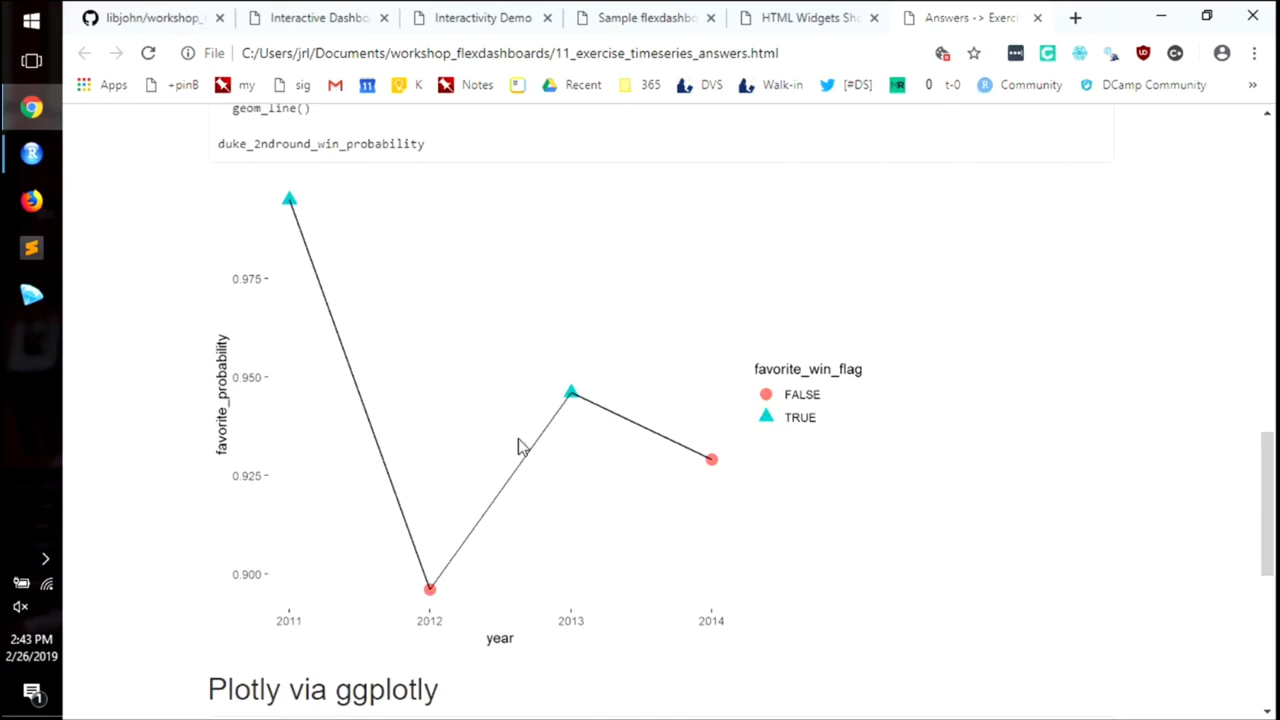 libjohn/workshop_
Interactive Dashbo
Interactivity Demo
Sample flexdashbo
HTML Widgets Sho
Answers -> Exerci
File
C:/Users/jrl/Documents/workshop_flexdashboards/11_exercise_timeseries_answers.html
Apps
+pinB
my
sig
11
K
Notes
Recent
365
DVS
Walk-in
[#DS]
0 t-0
Community
DCamp Community
»
geom_line()
duke_2ndround_win_probability
0.975
0.950
0.925
0.900
favorite_probability
favorite_win_flag
FALSE
TRUE
2011
2012
2013
2014
year
Plotly via ggplotly
2:43 PM
2/26/2019
1